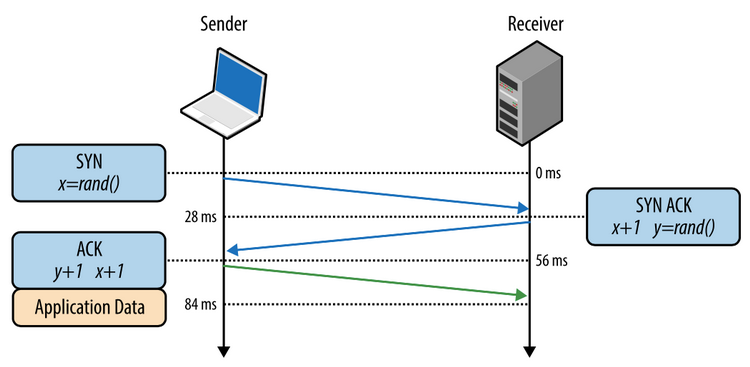 Sender
Receiver
SYN
x=rand()
0 ms
28 ms
SYN ACK
x+1 y=rand()
ACK
y+1 x+1
56 ms
Application Data
84 ms